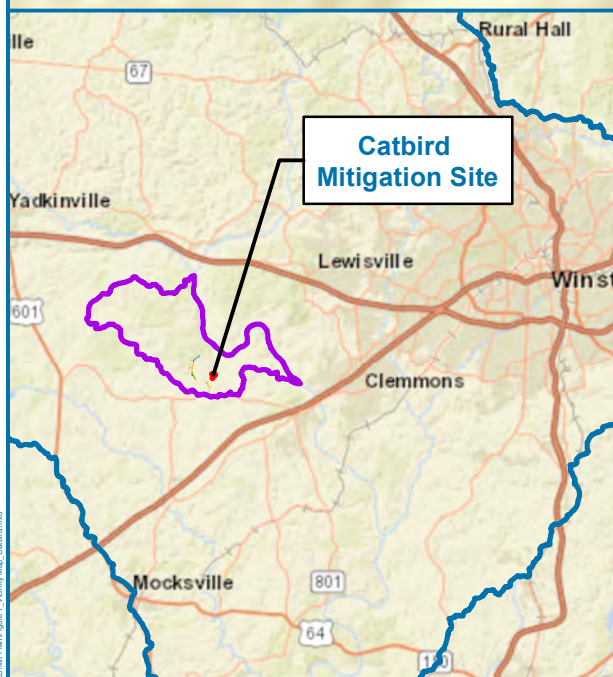 lle
Rural Hall
67
Catbird
Mitigation Site
Yadkinville
Lewisville
Winst
601
Clemmons
Mocksville
801
64